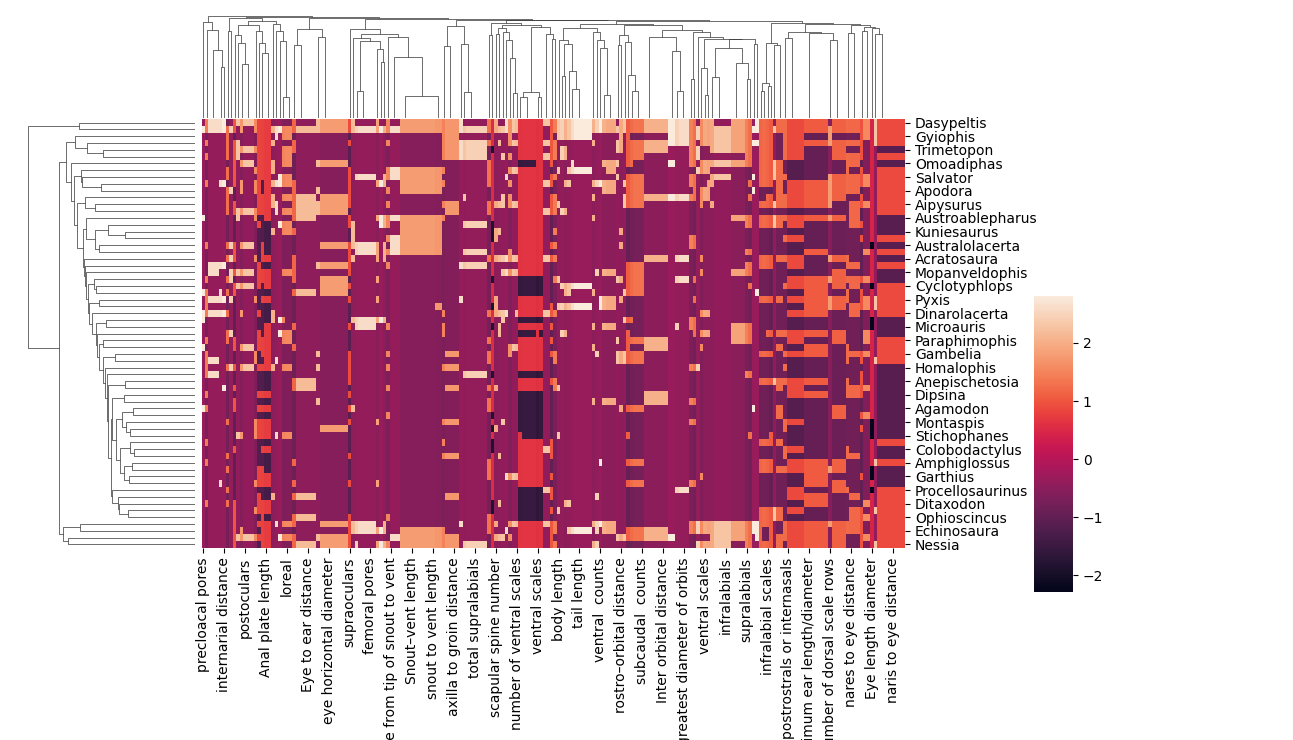 Dasypeltis
Gyiophis
Trimetopon
Omoadiphas
Salvator
Apodora
Aipysurus
Austroablepharus
Kuniesaurus
Australolacerta
Acratosaura
Mopanveldophis
Cyclotyphlops
Pyxis
Dinarolacerta
Microauris
Paraphimophis
Gambelia
Homalophis
Anepischetosia
Dipsina
Agamodon
Montaspis
Stichophanes
Colobodactylus
Amphiglossus
Garthius
Procellosaurinus
Ditaxodon
Ophioscincus
Echinosaura
Nessia
2
1
0
−1
−2
precloacal pores
internarial distance
postoculars
Anal plate length
loreal
Eye to ear distance
eye horizontal diameter
supraoculars
femoral pores
e from tip of snout to vent
Snout–vent length
snout to vent length
axilla to groin distance
total supralabials
scapular spine number
number of ventral scales
ventral scales
body length
tail length
ventral counts
rostro–orbital distance
subcaudal counts
Inter orbital distance
greatest diameter of orbits
ventral scales
infralabials
supralabials
infralabial scales
postrostrals or internasals
imum ear length/diameter
umber of dorsal scale rows
nares to eye distance
Eye length diameter
naris to eye distance